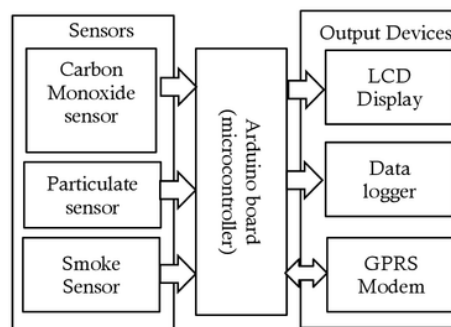 Sensors
Carbon
Monoxide
sensor
Particulate
sensor
Smoke
Sensor
Arduino board
(microcontroller)
Output Devices
LCD
Display
Data
logger
GPRS
Modem